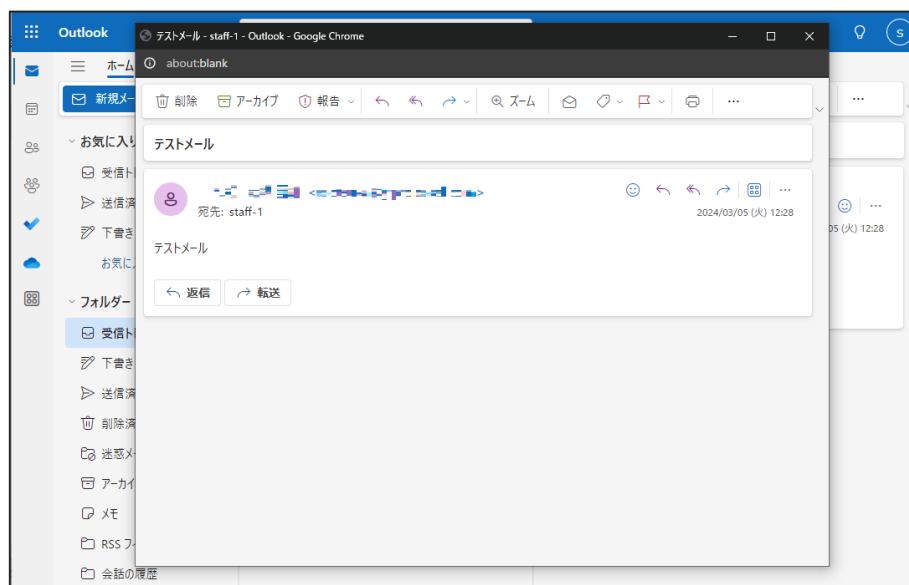 Outlook
テストメール - staff-1 - Outlook - Google Chrome
S
about:blank
ホーム
新規メー
削除
アーカイブ
報告
ズーム
お気に入り
テストメール
受信ト
宛先: staff-1
2024/03/05 (火) 12:28
05 (火) 12:28
送信済
下書き
テストメール
お気に
返信
転送
フォルダー
受信ト
下書き
送信済
削除済
迷惑メ
アーカイ
メモ
RSS フィ
会話の履歴